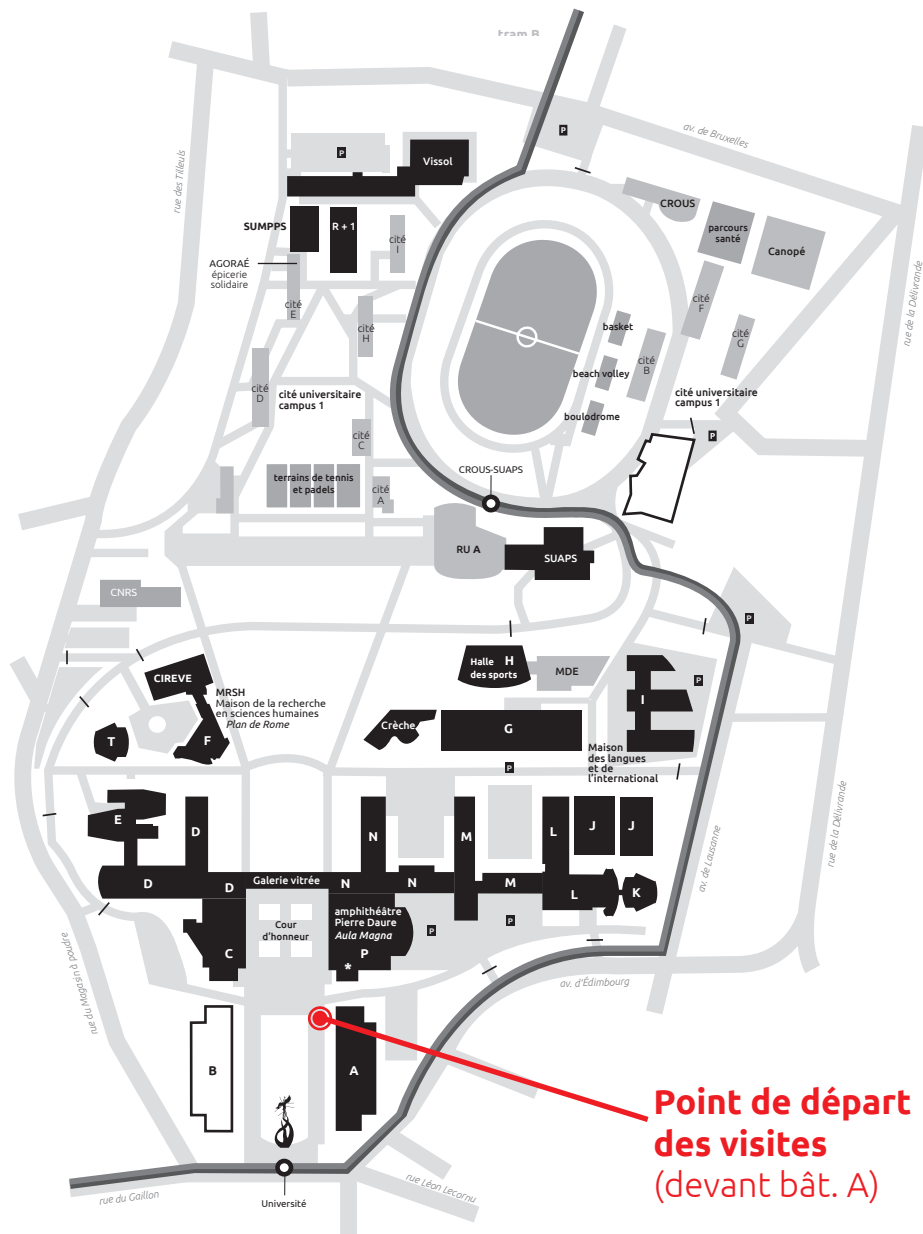 tram B
P
av. de Bruxelles
rue des Tilleuls
P
Vissol
CROUS
SUMPPS
R + 1
cité
I
parcours
santé
Canopé
AGORAÉ
épicerie
solidaire
cité
E
cité
H
cité
F
cité
G
rue de la Délivrande
basket
cité
B
beach volley
boulodrome
cité
D
cité universitaire
campus 1
cité universitaire
campus 1
P
cité
C
CROUS-SUAPS
terrains de tennis
et padels
cité
A
RU A
SUAPS
CNRS
P
Halle H
des sports
MDE
CIREVE
MRSH
Maison de la recherche
en sciences humaines
Plan de Rome
I
P
T
F
Crèche
G
Maison
des langues
et de
l'international
P
E
D
N
M
L
J
J
av. de Lausanne
rue de la Délivrande
D
D
Galerie vitrée
N
N
M
L
K
Cour
d'honneur
amphithéâtre
Pierre Daure
Aula Magna
P
*
C
P
P
rue du Magasin à poudre
av. d'Édimbourg
B
A
Point de départ
des visites
(devant bât. A)
rue du Gaillon
Université
rue Léon Lecornu